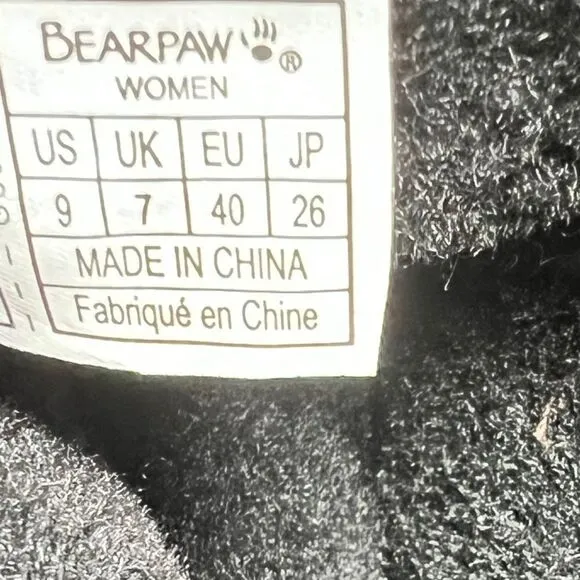 BEARPAW®
WOMEN
US UK EU JP
9 7 40 26
MADE IN CHINA
Fabriqué en Chine